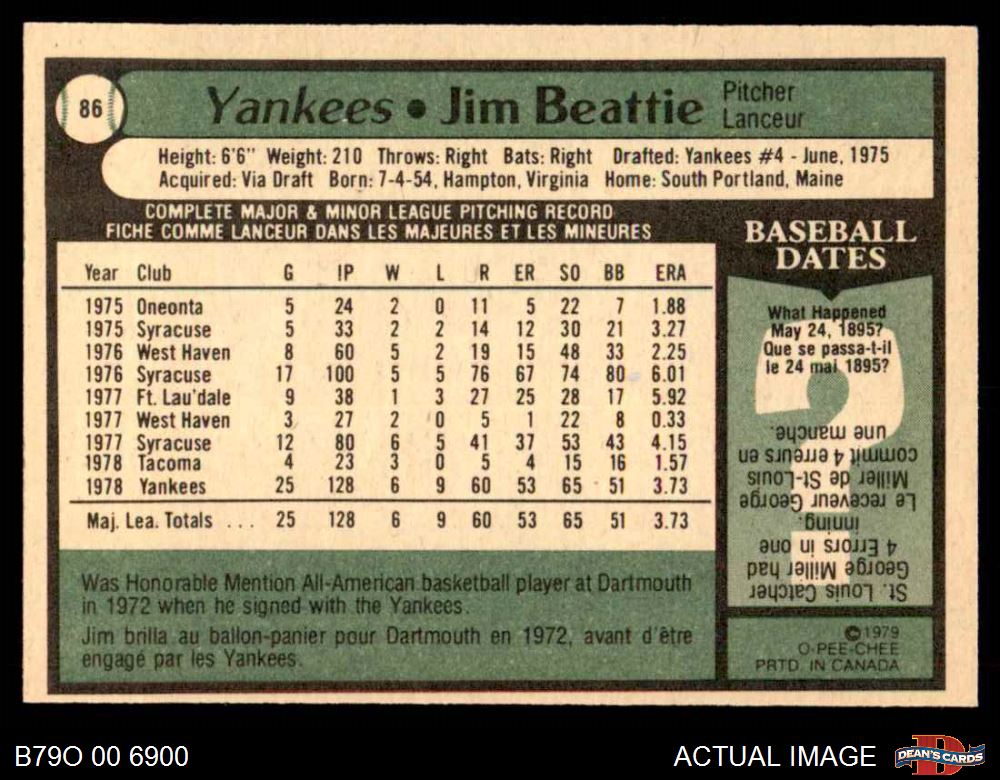 86
Yankees • Jim Beattie Pitcher
Lanceur
Height: 6'6" Weight: 210 Throws: Right Bats: Right Drafted: Yankees #4 - June, 1975
Acquired: Via Draft Born: 7-4-54, Hampton, Virginia Home: South Portland, Maine
COMPLETE MAJOR & MINOR LEAGUE PITCHING RECORD
FICHE COMME LANCEUR DANS LES MAJEURES ET LES MINEURES
Year Club G IP W L R ER SO BB ERA
1975 Oneonta 5 24 2 0 11 5 22 7 1.88
1975 Syracuse 5 33 2 2 14 12 30 21 3.27
1976 West Haven 8 60 5 2 19 15 48 33 2.25
1976 Syracuse 17 100 5 5 76 67 74 80 6.01
1977 Ft. Lau'dale 9 38 1 3 27 25 28 17 5.92
1977 West Haven 3 27 2 0 5 1 22 8 0.33
1977 Syracuse 12 80 6 5 41 37 53 43 4.15
1978 Tacoma 4 23 3 0 5 4 15 16 1.57
1978 Yankees 25 128 6 9 60 53 65 51 3.73
Maj. Lea. Totals ... 25 128 6 9 60 53 65 51 3.73
Was Honorable Mention All-American basketball player at Dartmouth
in 1972 when he signed with the Yankees.
Jim brilla au ballon-panier pour Dartmouth en 1972, avant d'être
engagé par les Yankees.
BASEBALL
DATES
What Happened
May 24, 1895?
Que se passa-t-il
le 24 mai 1895?
St. Louis Catcher
George Miller had
4 Errors in one
inning.
Le receveur George
Miller de St-Louis
commit 4 erreurs en
une manche.
©1979
O-PEE-CHEE
PRTD. IN CANADA
B79O 00 6900
ACTUAL IMAGE
DEAN'S CARDS